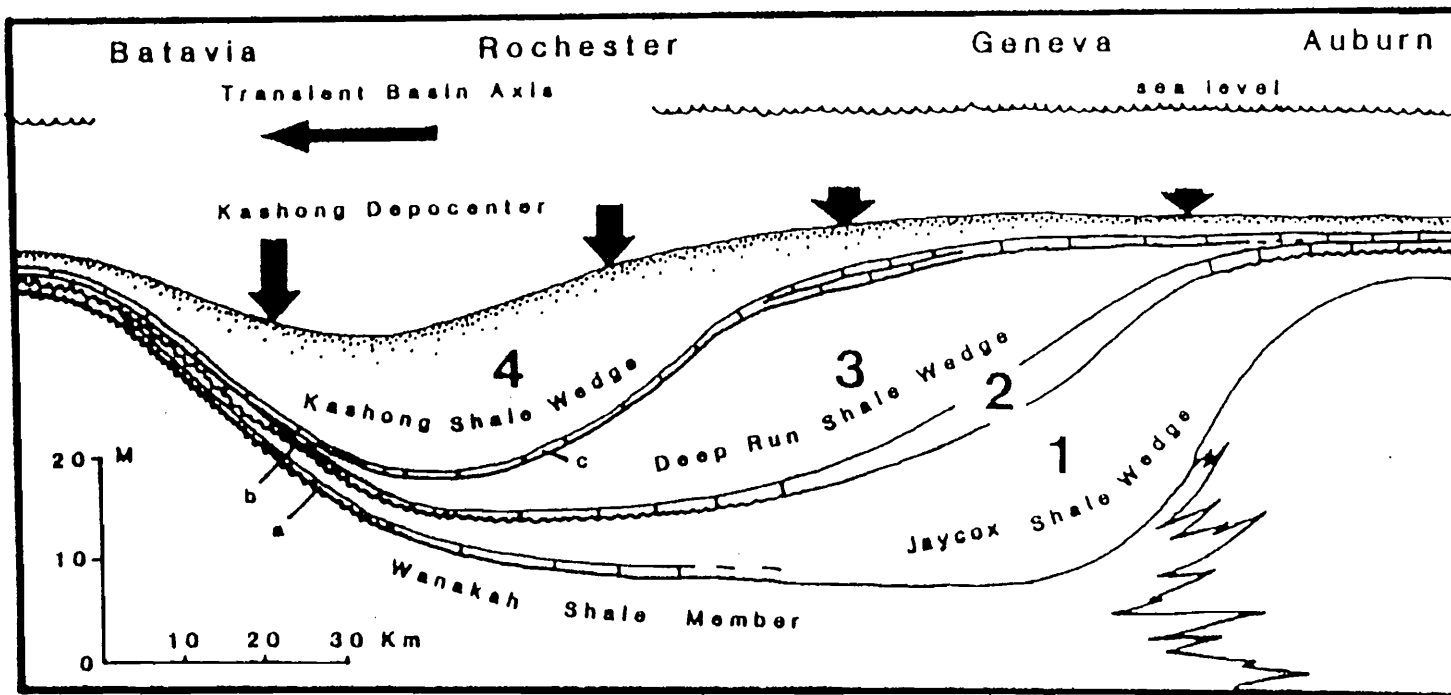 Batavia Rochester Geneva Auburn
Transient Basin Axis sea level
Kashong Depocenter
4 3
Kashong Shale Wedge
Deep Run Shale Wedge
2
1
c
20 M
b
a
Jaycox Shale Wedge
10
Wanakah Shale Member
10 20 30 Km
0